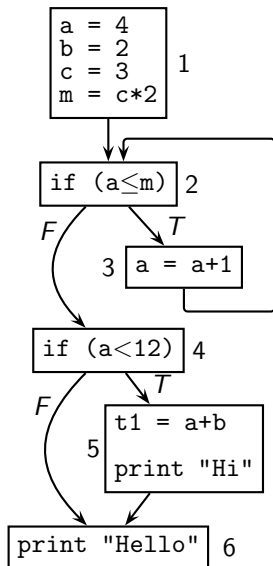 a = 4
b = 2
c = 3
m = c*2
1
if (a≤m)
2
F
T
3
a = a+1
if (a<12)
4
F
T
t1 = a+b
5
print "Hi"
print "Hello"
6